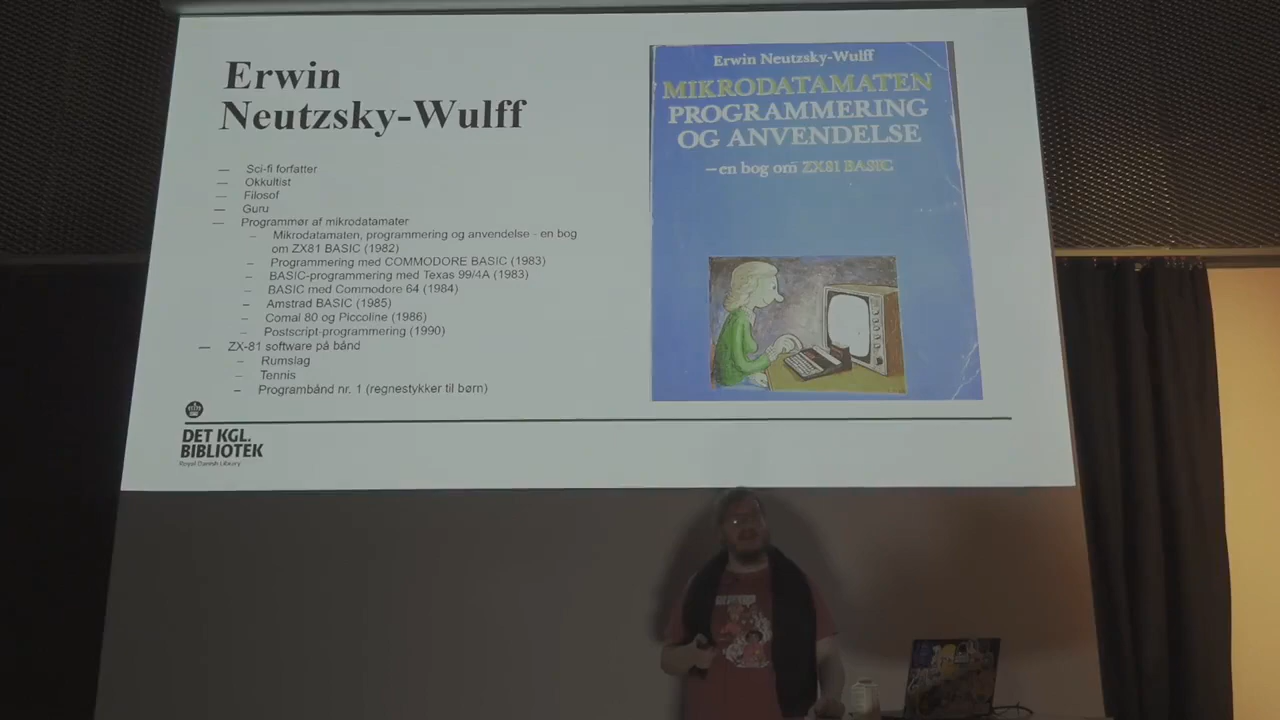 Erwin
Neutzsky-Wulff
— Sci-fi forfatter
— Okkultist
— Filosof
— Guru
— Programmør af mikrodatamater
– Mikrodatamaten, programmering og anvendelse - en bog
om ZX81 BASIC (1982)
– Programmering med COMMODORE BASIC (1983)
– BASIC-programmering med Texas 99/4A (1983)
– BASIC med Commodore 64 (1984)
– Amstrad BASIC (1985)
– Comal 80 og Piccoline (1986)
– Postscript-programmering (1990)
— ZX-81 software på bånd
– Rumslag
– Tennis
– Programbånd nr. 1 (regnestykker til børn)
Erwin Neutzsky-Wulff
MIKRODATAMATEN
PROGRAMMERING
OG ANVENDELSE
– en bog om ZX81 BASIC
DET KGL.
BIBLIOTEK
Royal Danish Library